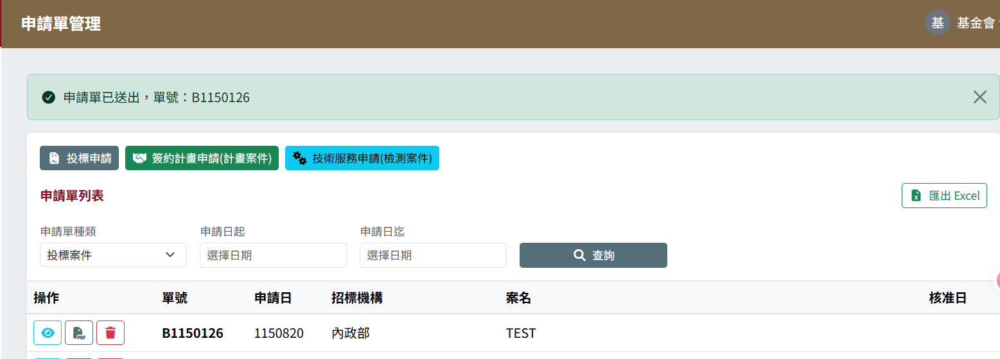 申請單管理
基 基金會
申請單已送出，單號：B1150126
投標申請 簽約計畫申請(計畫案件) 技術服務申請(檢測案件)
申請單列表
匯出 Excel
申請單種類 申請日起 申請日迄
投標案件 選擇日期 選擇日期 查詢
操作 單號 申請日 招標機構 案名 核准日
PDF B1150126 1150820 內政部 TEST